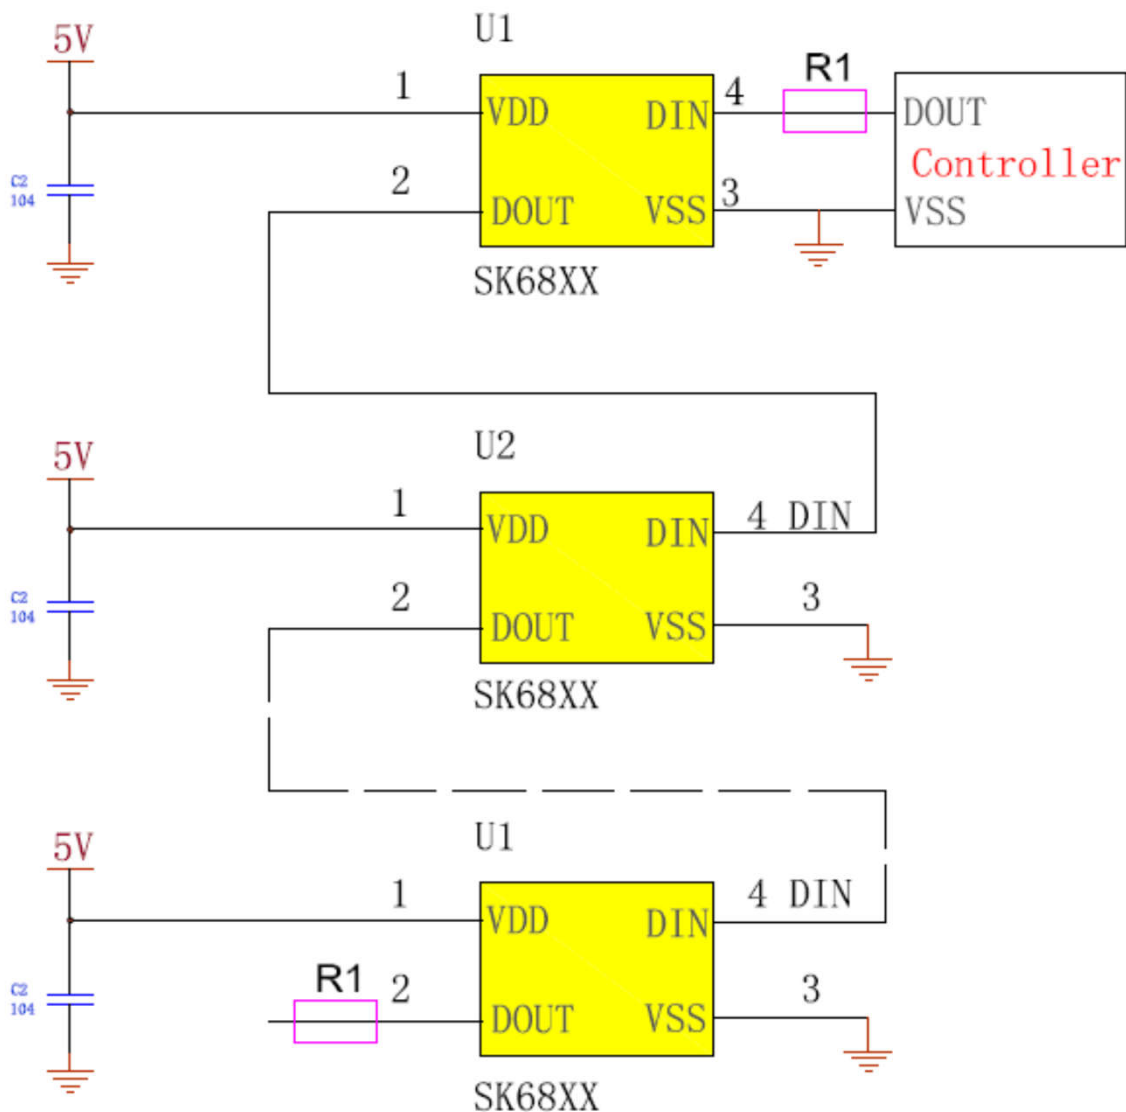 U1
5V
R1
1
4
VDD
DIN
DOUT
Controller
C2
104
2
3
DOUT
VSS
VSS
SK68XX
U2
5V
1
4 DIN
VDD
DIN
C2
104
2
3
DOUT
VSS
SK68XX
U1
5V
1
4 DIN
VDD
DIN
R1
C2
104
2
3
DOUT
VSS
SK68XX